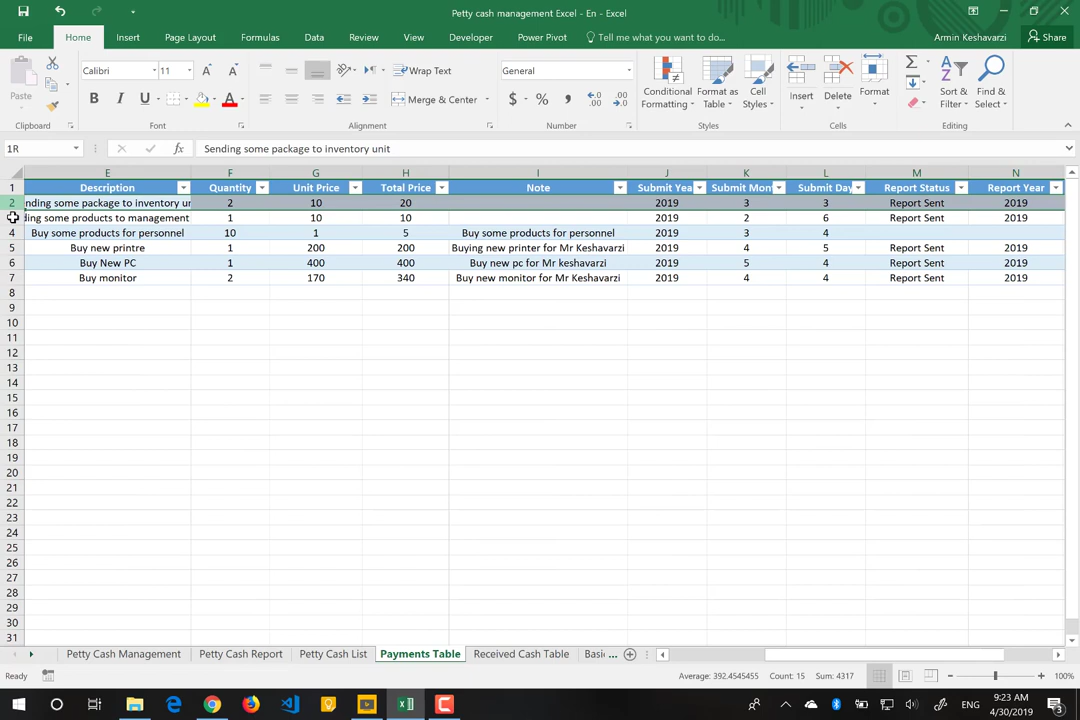 Petty cash management Excel - En - Excel
File Home Insert Page Layout Formulas Data Review View Developer Power Pivot Tell me what you want to do... Armin Keshavarzi Share
Paste Calibri 11 Wrap Text General Conditional Formatting Format as Table Cell Styles Insert Delete Format Sort & Filter Find & Select
B I U A Merge & Center $ %
Clipboard Font Alignment Number Styles Cells Editing
1R fx Sending some package to inventory unit
E F G H I J K L M N
1 Description Quantity Unit Price Total Price Note Submit Yea Submit Mon Submit Day Report Status Report Year
2 nding some package to inventory un 2 10 20 2019 3 3 Report Sent 2019
ding some products to management 1 10 10 2019 2 6 Report Sent 2019
4 Buy some products for personnel 10 1 5 Buy some products for personnel 2019 3 4
5 Buy new printre 1 200 200 Buying new printer for Mr Keshavarzi 2019 4 5 Report Sent 2019
6 Buy New PC 1 400 400 Buy new pc for Mr keshavarzi 2019 5 4 Report Sent 2019
7 Buy monitor 2 170 340 Buy new monitor for Mr Keshavarzi 2019 4 4 Report Sent 2019
8
9
10
11
12
13
14
15
16
17
18
19
20
21
22
23
24
25
26
27
28
29
30
31
Petty Cash Management Petty Cash Report Petty Cash List Payments Table Received Cash Table Basic ...
Ready Average: 392.4545455 Count: 15 Sum: 4317 100%
ENG 9:23 AM
4/30/2019 3